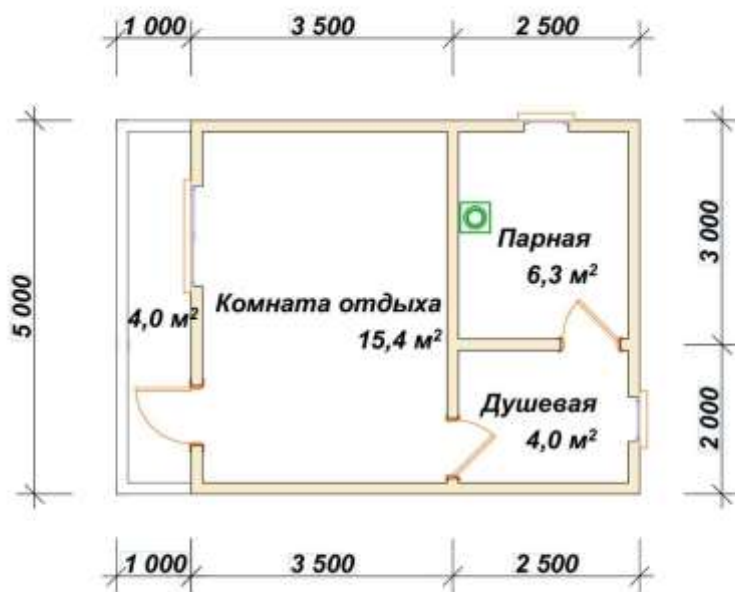 1 000 3 500 2 500
5 000
3 000
Парная
6,3 м²
Комната отдыха
4,0 м²
15,4 м²
Душевая
4,0 м²
2 000
1 000 3 500 2 500